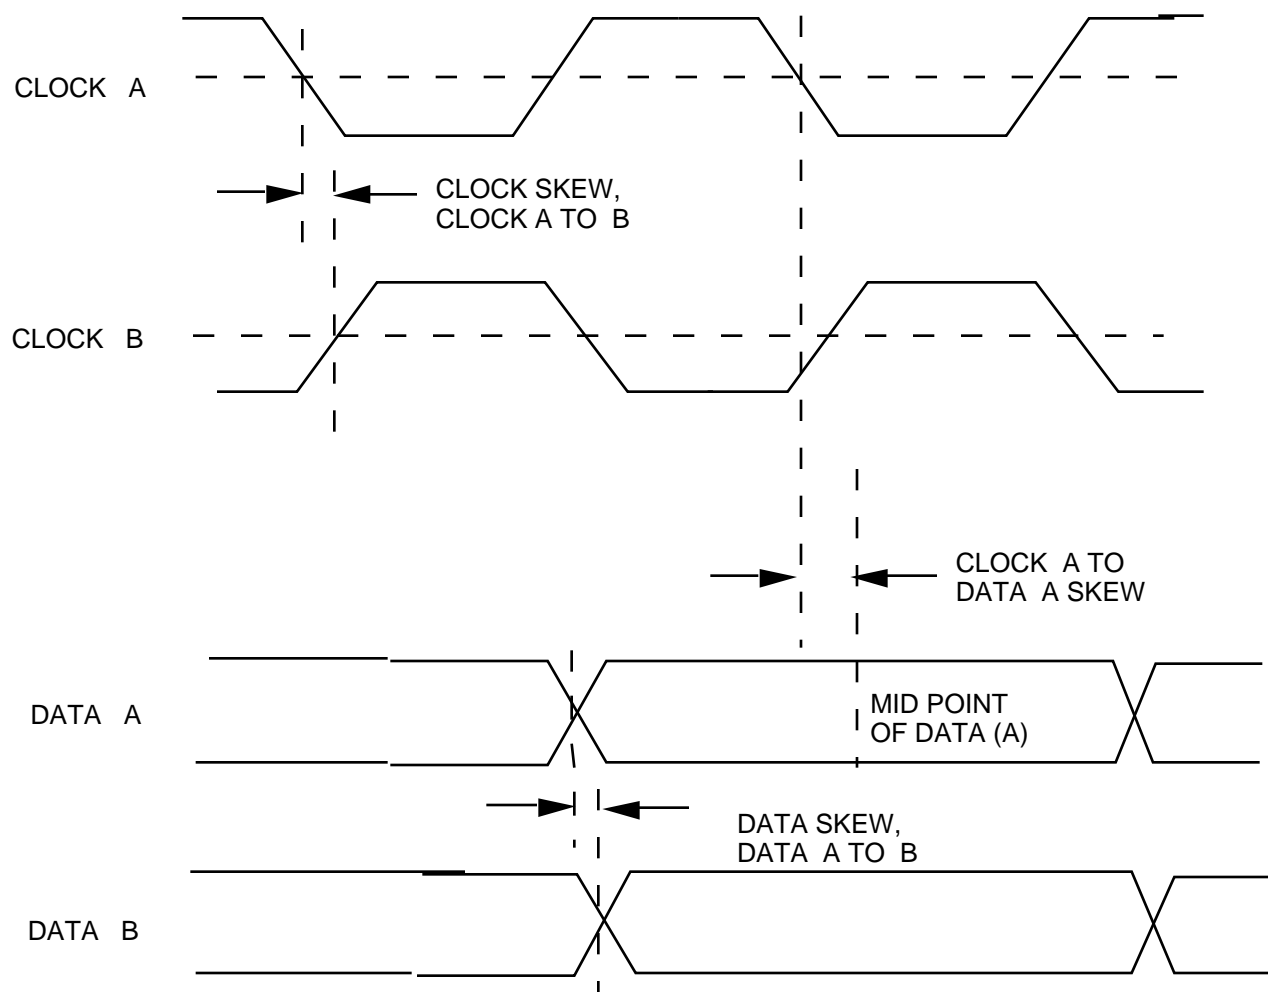 CLOCK A
CLOCK SKEW,
CLOCK A TO B
CLOCK B
CLOCK A TO
DATA A SKEW
DATA A
MID POINT
OF DATA (A)
DATA SKEW,
DATA A TO B
DATA B